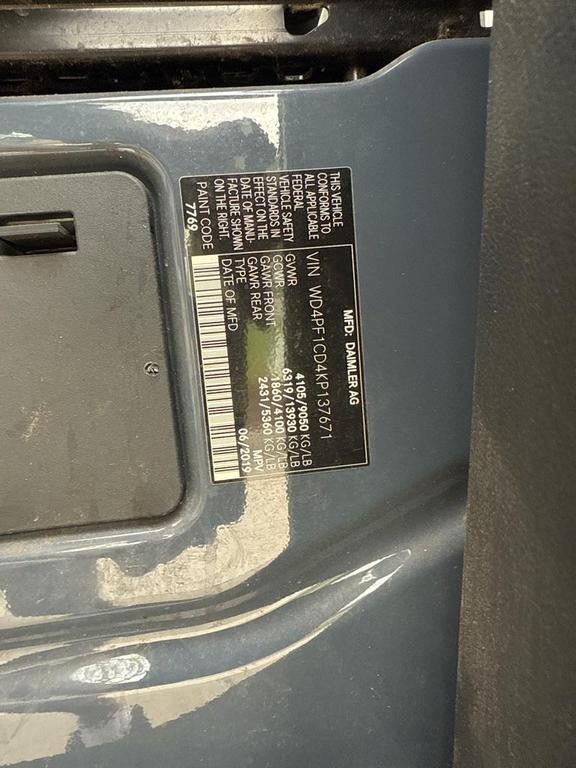 MFD: DAIMLER AG
VIN WD4PF1CD4KP137671
THIS VEHICLE
CONFORMS TO
ALL APPLICABLE
FEDERAL
VEHICLE SAFETY
STANDARDS IN
EFFECT ON THE
DATE OF MANU-
FACTURE SHOWN
ON THE RIGHT.
PAINT CODE
7769
GVWR 4105/9050 KG/LB
GCWR 6319/13930 KG/LB
GAWR FRONT 1860/4100 KG/LB
GAWR REAR 2431/5360 KG/LB
TYPE MPV
DATE OF MFD 06/2019